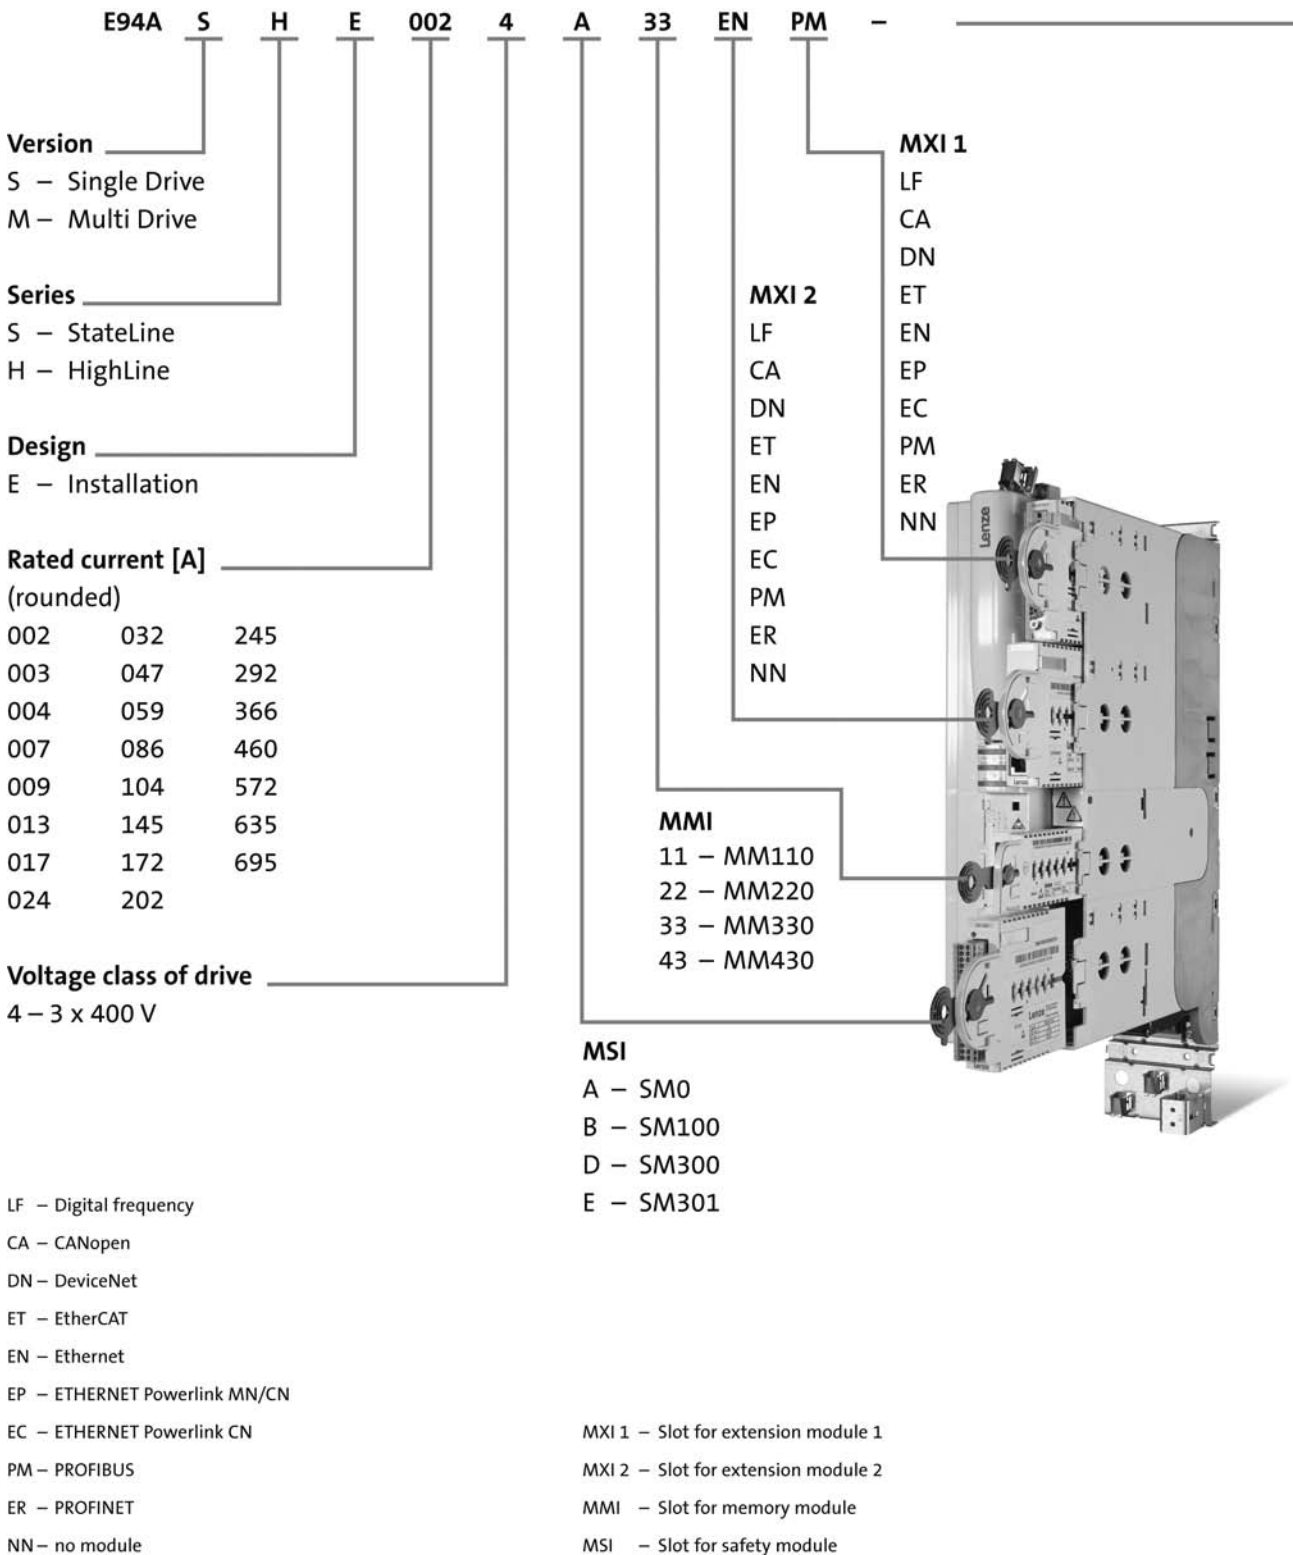 E94A S H E 002 4 A 33 EN PM –
Version
S – Single Drive
M – Multi Drive
Series
S – StateLine
H – HighLine
Design
E – Installation
Rated current [A]
(rounded)
002 032 245
003 047 292
004 059 366
007 086 460
009 104 572
013 145 635
017 172 695
024 202
Voltage class of drive
4 – 3 x 400 V
MXI 1
LF
CA
DN
ET
EN
EP
EC
PM
ER
NN
MXI 2
LF
CA
DN
ET
EN
EP
EC
PM
ER
NN
MMI
11 – MM110
22 – MM220
33 – MM330
43 – MM430
MSI
A – SM0
B – SM100
D – SM300
E – SM301
Lenze
Lenze
Lenze
LF – Digital frequency
CA – CANopen
DN – DeviceNet
ET – EtherCAT
EN – Ethernet
EP – ETHERNET Powerlink MN/CN
EC – ETHERNET Powerlink CN
PM – PROFIBUS
ER – PROFINET
NN – no module
MXI 1 – Slot for extension module 1
MXI 2 – Slot for extension module 2
MMI – Slot for memory module
MSI – Slot for safety module